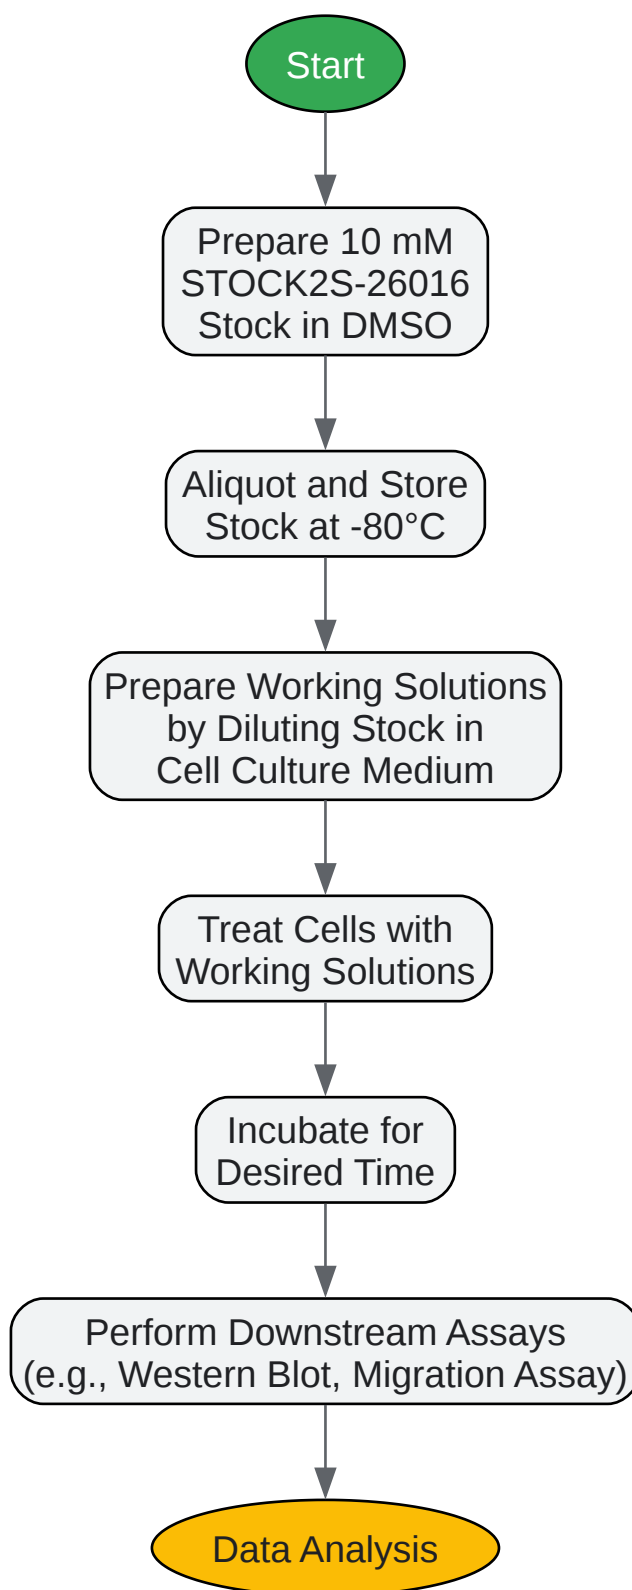 Start
Prepare 10 mM
STOCK2S-26016
Stock in DMSO
Aliquot and Store
Stock at -80°C
Prepare Working Solutions
by Diluting Stock in
Cell Culture Medium
Treat Cells with
Working Solutions
Incubate for
Desired Time
Perform Downstream Assays
(e.g., Western Blot, Migration Assay)
Data Analysis